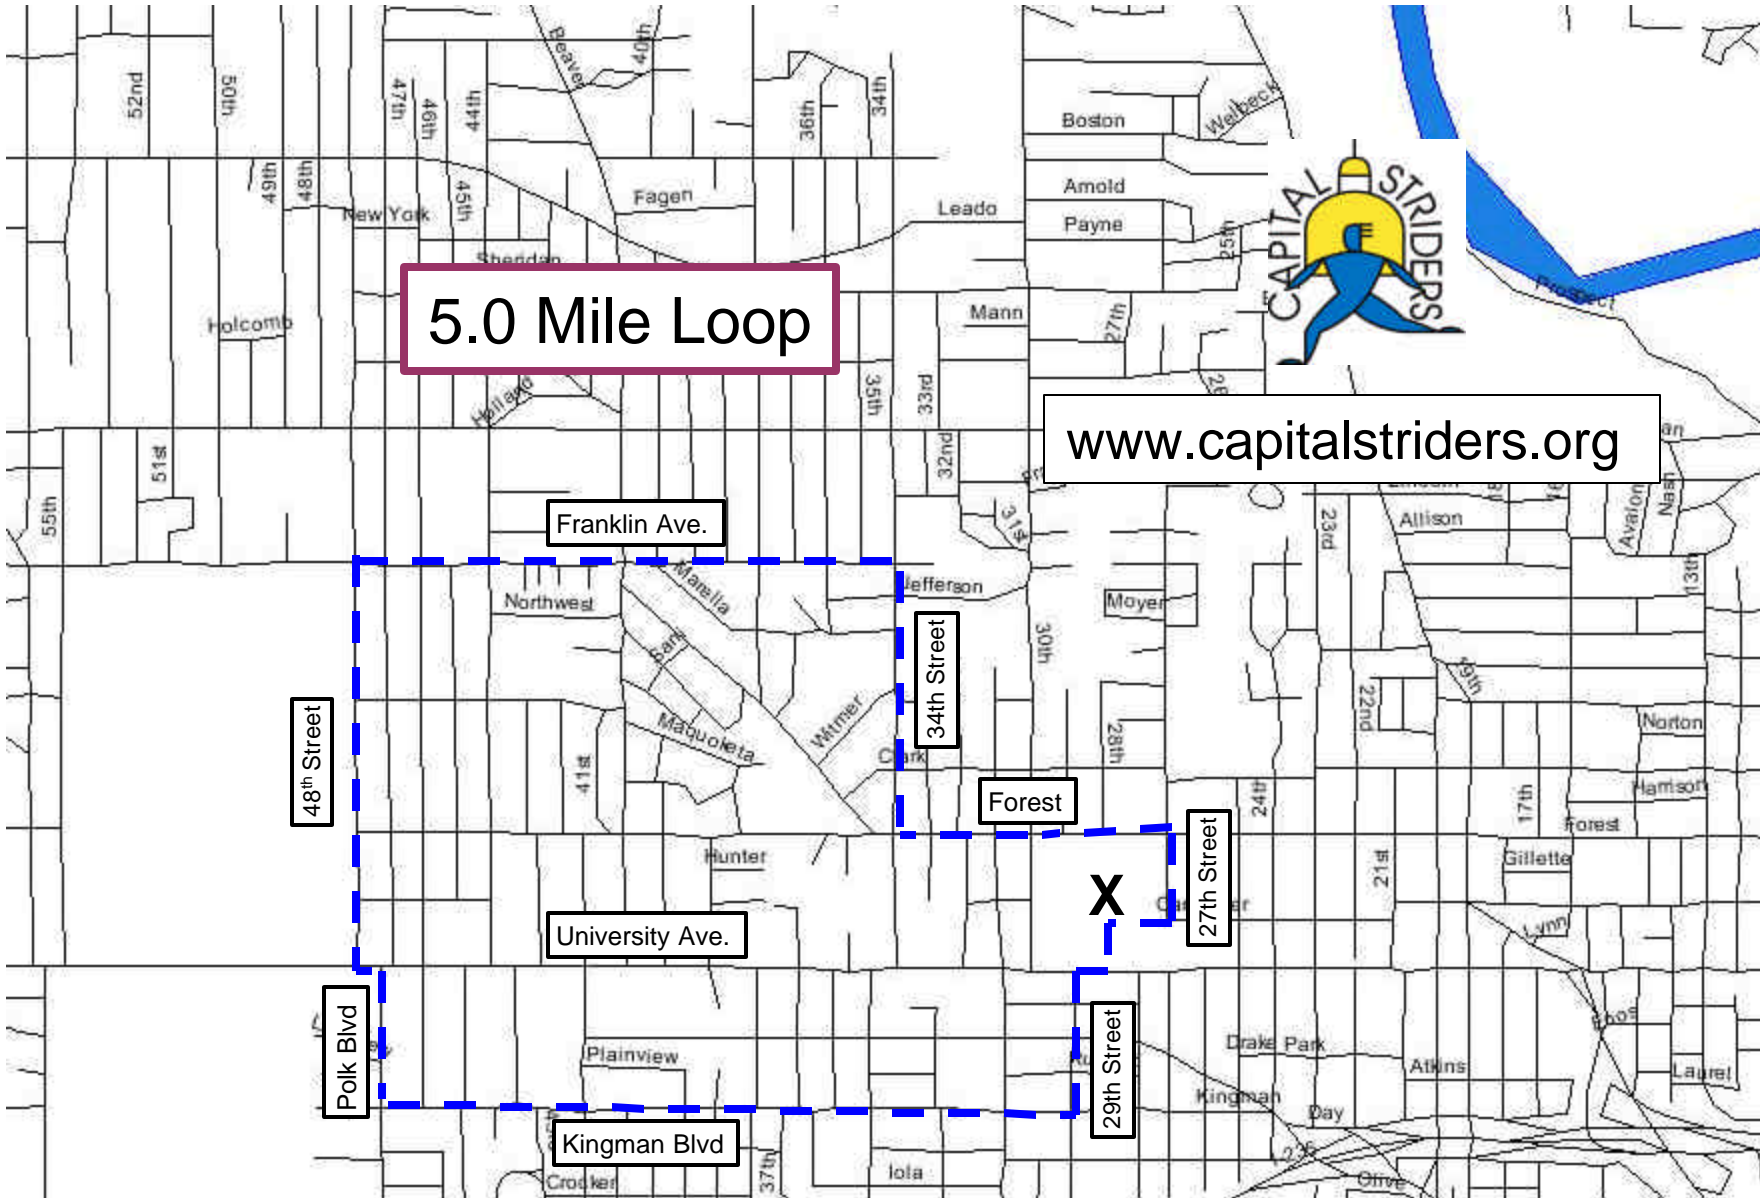 52nd
50th
47th
46th
44th
Beaver
40th
36th
34th
Boston
Welbeck
49th
48th
New York
45th
Fagen
Leado
Arnold
Payne
25th
CAPITAL STRIDERS
Sheridan
5.0 Mile Loop
Holcomb
Mann
27th
Prospect
Holland
35th
33rd
www.capitalstriders.org
51st
32nd
55th
Franklin Ave.
31st
23rd
Allison
Avalon
Nash
Marella
Jefferson
Northwest
Moyer
13th
30th
34th Street
48th Street
Witmer
Maquoketa
41st
Clark
28th
22nd
19th
Norton
Forest
24th
17th
Harrison
Forest
Hunter
X
27th Street
21st
Gillette
University Ave.
Lynn
Polk Blvd
Plainview
29th Street
Drake Park
Atkins
Laurel
Kingman
Day
Kingman Blvd
I-235
Crocker
37th
Iola
Olive